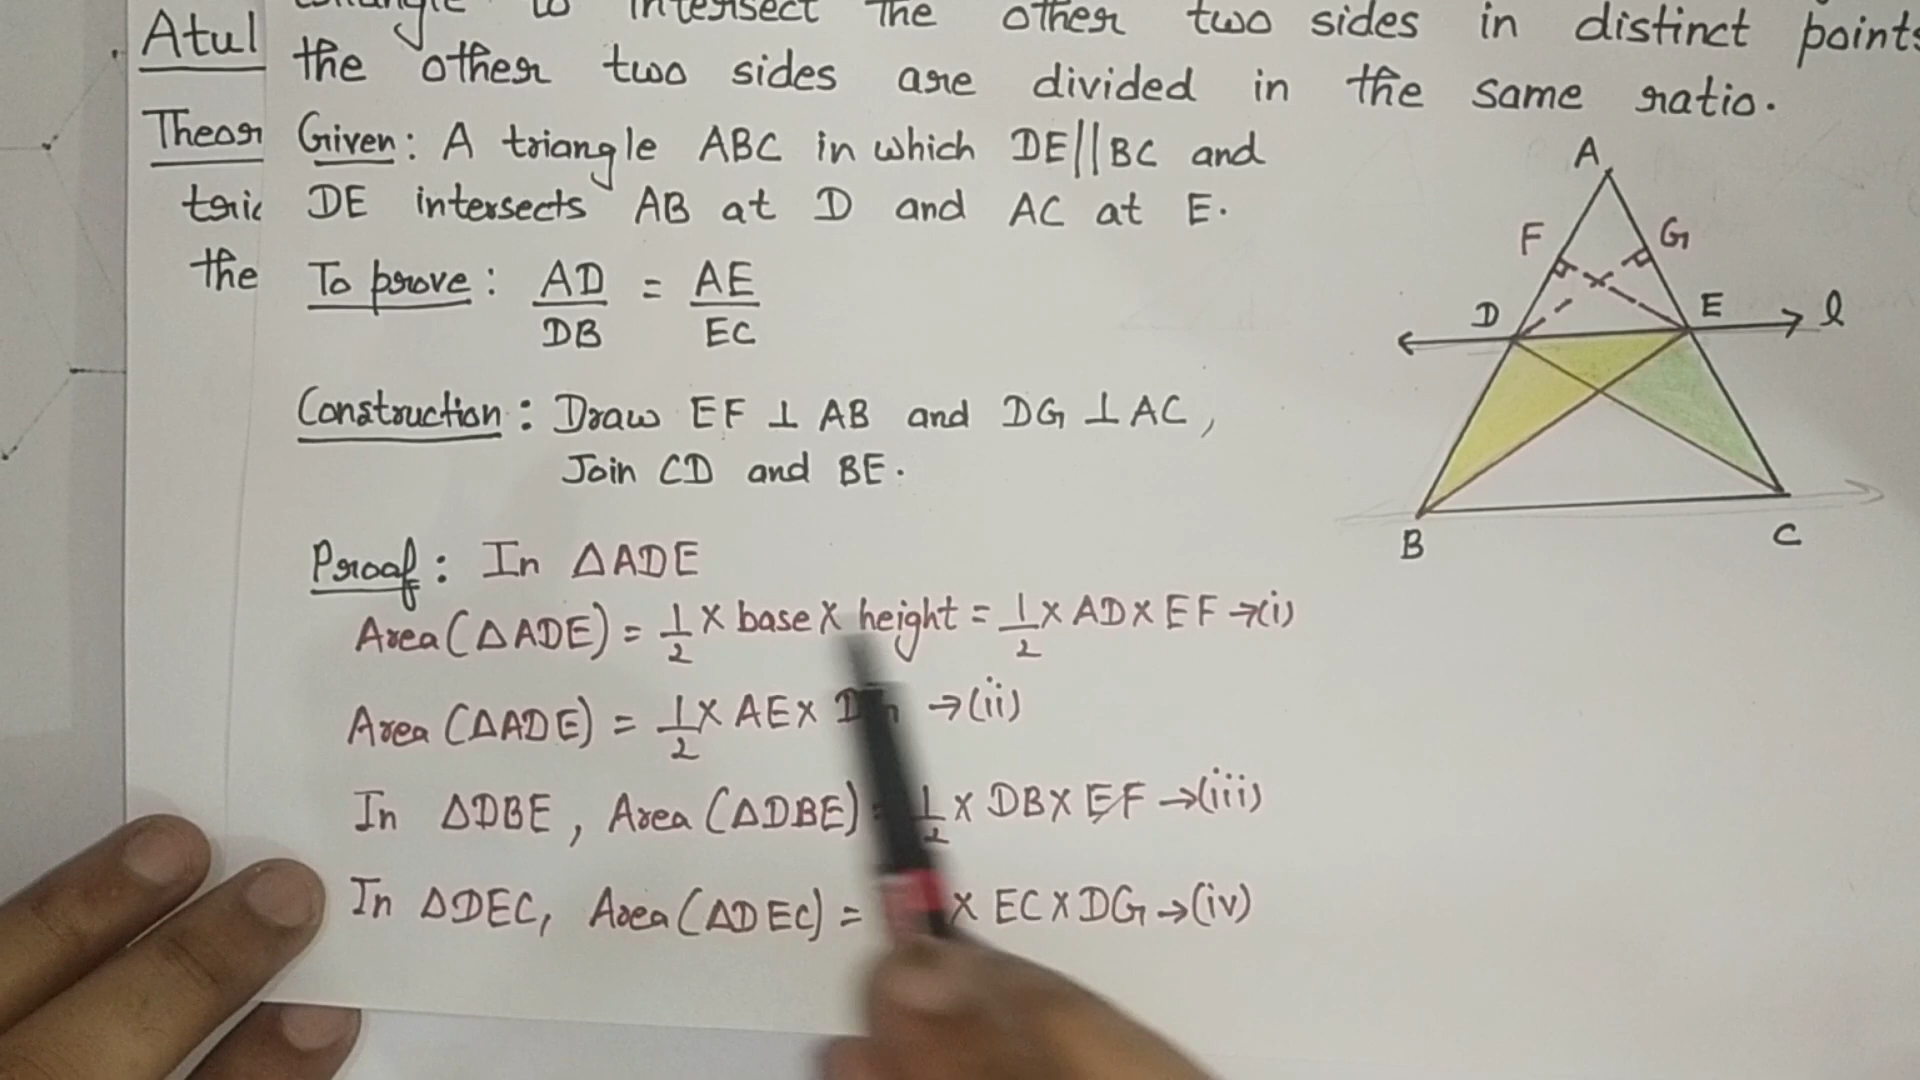 triangle to intersect the other two sides in distinct points
the other two sides are divided in the same ratio.
Atul
Theor
tric
the
Given: A triangle ABC in which DE||BC and
DE intersects AB at D and AC at E.
To prove: AD/DB = AE/EC
Construction: Draw EF ⊥ AB and DG ⊥ AC,
Join CD and BE.
Proof: In ΔADE
Area(ΔADE) = 1/2 × base × height = 1/2 × AD × EF →(i)
Area (ΔADE) = 1/2 × AE × →(ii)
In ΔDBE, Area (ΔDBE) = 1/2 × DB × EF →(iii)
In ΔDEC, Area (ΔDEC) = × EC × DG →(iv)
A
F
G
D
E
l
B
C